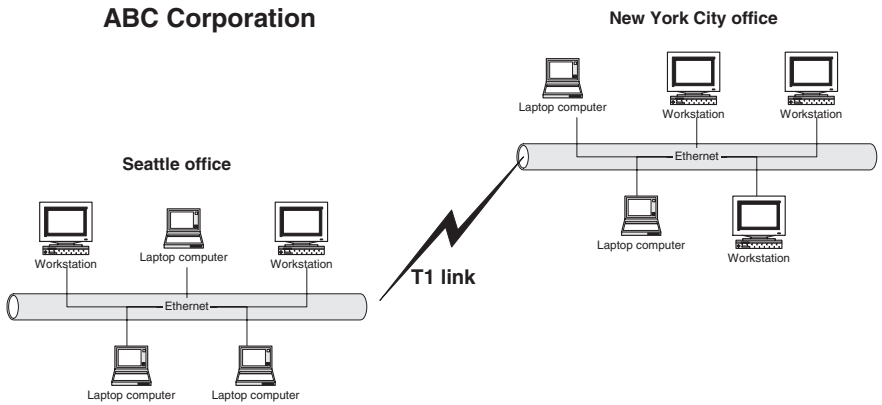 ABC Corporation
New York City office
Laptop computer
Workstation
Workstation
Ethernet
Laptop computer
Workstation
Seattle office
Workstation
Laptop computer
Workstation
T1 link
Ethernet
Laptop computer
Laptop computer